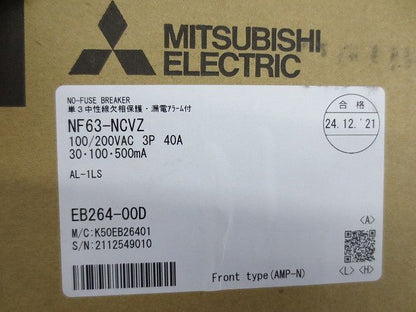 MITSUBISHI
ELECTRIC
NO-FUSE BREAKER
単3中性線欠相保護・漏電アラーム付
NF63-NCVZ
100/200VAC 3P 40A
30·100·500mA
AL-1LS
合格
24.12.'21
EB264-00D
M/C:K50EB26401
S/N:2112549010
<A>
<L> <H>
Front type(AMP-N)